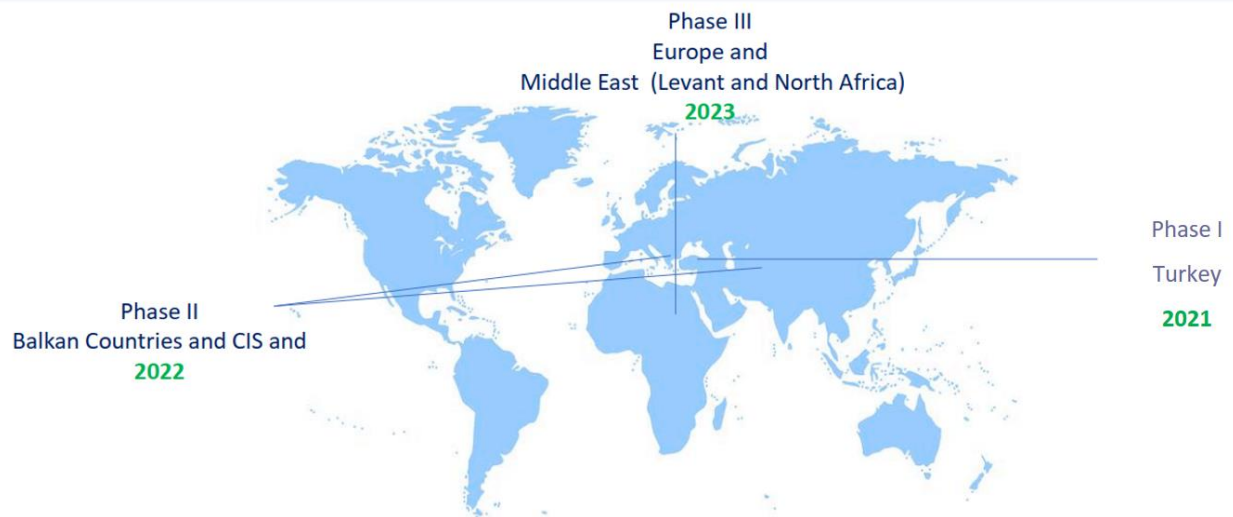 Phase III
Europe and
Middle East (Levant and North Africa)
2023
Phase I
Turkey
2021
Phase II
Balkan Countries and CIS and
2022